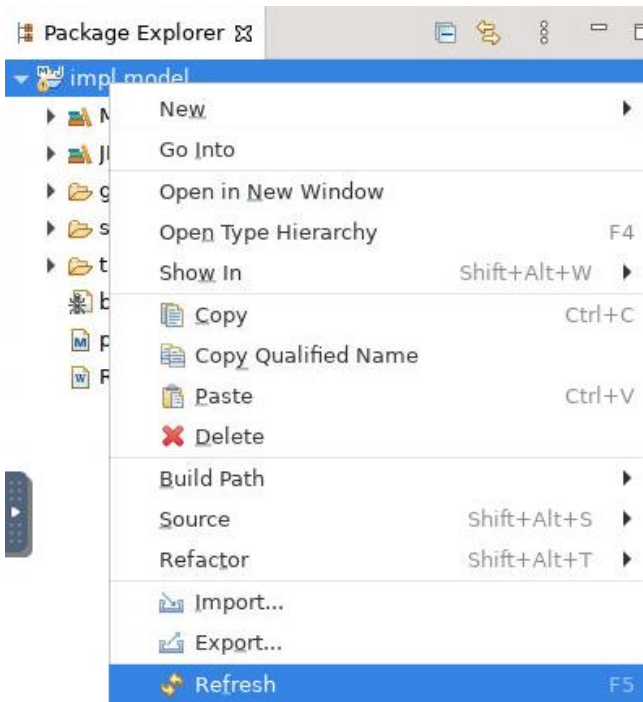 Package Explorer
impl.model
New
Go Into
Open in New Window
Open Type Hierarchy F4
Show In Shift+Alt+W
Copy Ctrl+C
Copy Qualified Name
Paste Ctrl+V
Delete
Build Path
Source Shift+Alt+S
Refactor Shift+Alt+T
Import...
Export...
Refresh F5